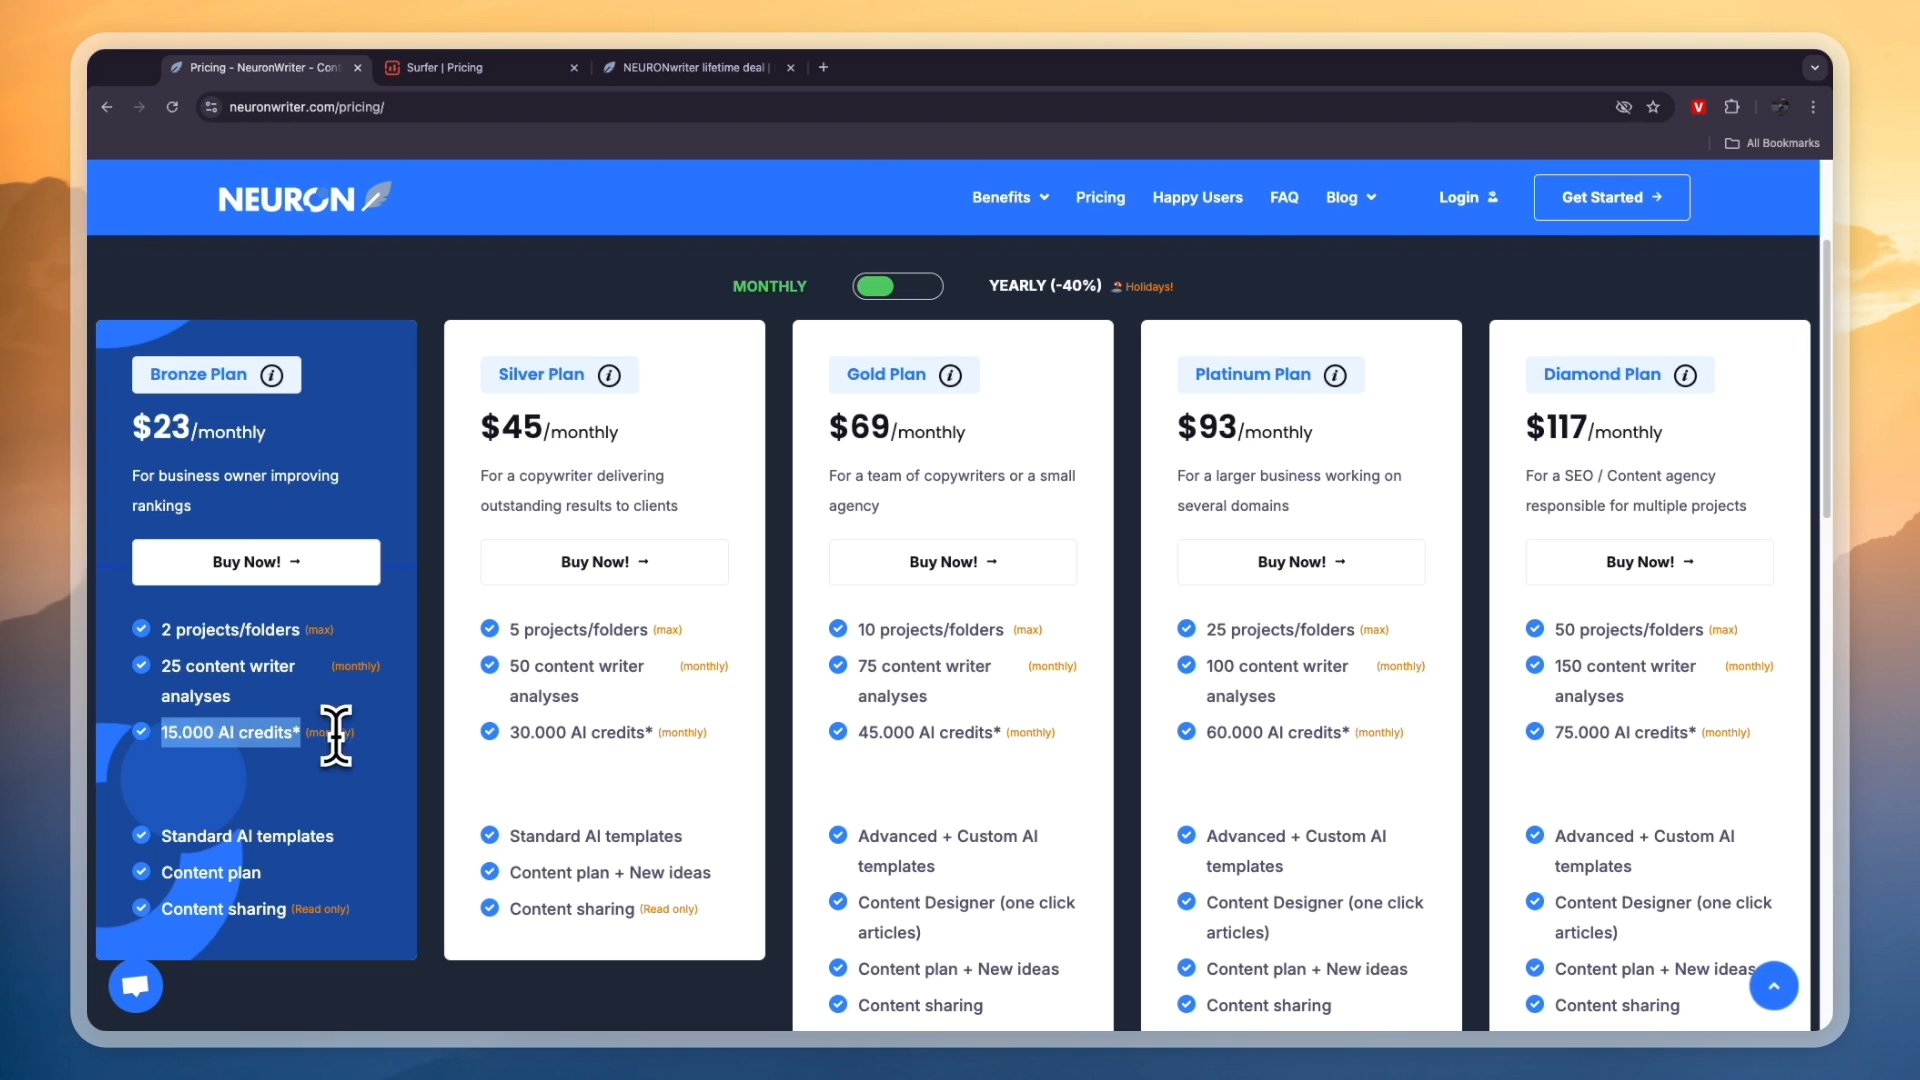 Pricing - NeuronWriter - Cont
Surfer | Pricing
NEURONwriter lifetime deal |
neuronwriter.com/pricing/
All Bookmarks
NEURON
Benefits
Pricing
Happy Users
FAQ
Blog
Login
Get Started →
MONTHLY
YEARLY (-40%)
Holidays!
Bronze Plan
$23/monthly
For business owner improving
rankings
Buy Now! →
2 projects/folders (max)
25 content writer (monthly)
analyses
15.000 AI credits*
Standard AI templates
Content plan
Content sharing (Read only)
Silver Plan
$45/monthly
For a copywriter delivering
outstanding results to clients
Buy Now! →
5 projects/folders (max)
50 content writer (monthly)
analyses
30.000 AI credits* (monthly)
Standard AI templates
Content plan + New ideas
Content sharing (Read only)
Gold Plan
$69/monthly
For a team of copywriters or a small
agency
Buy Now! →
10 projects/folders (max)
75 content writer (monthly)
analyses
45.000 AI credits* (monthly)
Advanced + Custom AI
templates
Content Designer (one click
articles)
Content plan + New ideas
Content sharing
Platinum Plan
$93/monthly
For a larger business working on
several domains
Buy Now! →
25 projects/folders (max)
100 content writer (monthly)
analyses
60.000 AI credits* (monthly)
Advanced + Custom AI
templates
Content Designer (one click
articles)
Content plan + New ideas
Content sharing
Diamond Plan
$117/monthly
For a SEO / Content agency
responsible for multiple projects
Buy Now! →
50 projects/folders (max)
150 content writer (monthly)
analyses
75.000 AI credits* (monthly)
Advanced + Custom AI
templates
Content Designer (one click
articles)
Content plan + New ideas
Content sharing